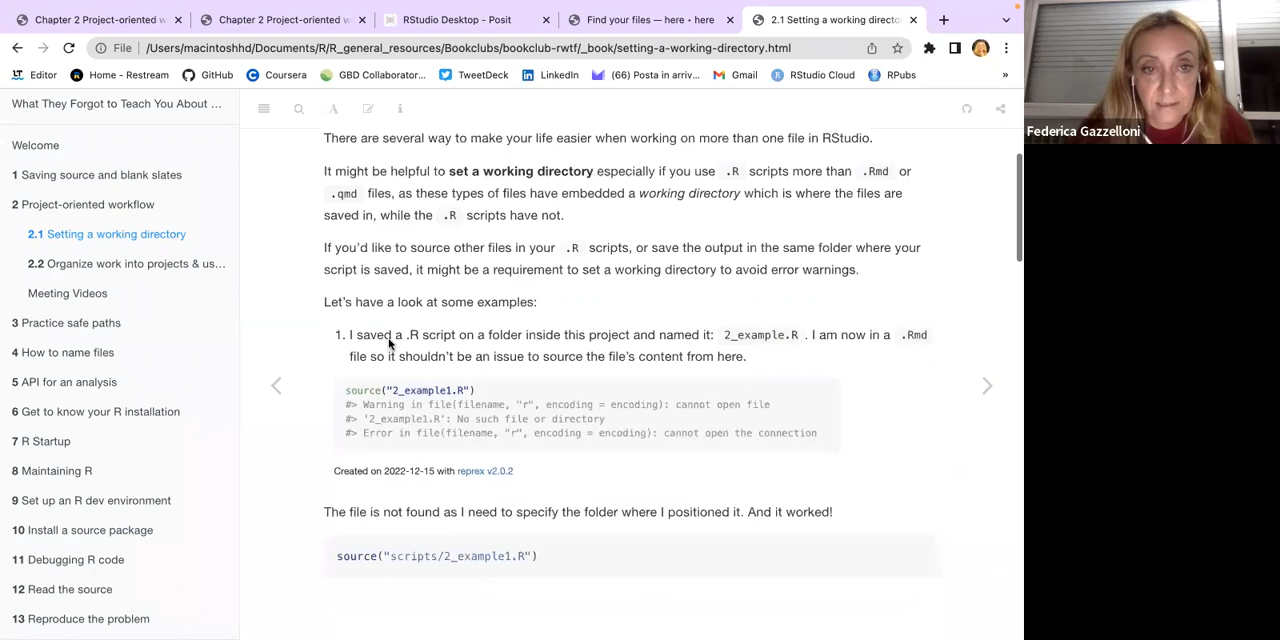 Chapter 2 Project-oriented w
Chapter 2 Project-oriented w
RStudio Desktop - Posit
Find your files — here • here
2.1 Setting a working directo
File
/Users/macintoshhd/Documents/R/R_general_resources/Bookclubs/bookclub-rwtf/_book/setting-a-working-directory.html
Editor
Home - Restream
GitHub
Coursera
GBD Collaborator...
TweetDeck
LinkedIn
(66) Posta in arriv...
Gmail
RStudio Cloud
RPubs
»
What They Forgot to Teach You About ...
Welcome
1 Saving source and blank slates
2 Project-oriented workflow
2.1 Setting a working directory
2.2 Organize work into projects & us...
Meeting Videos
3 Practice safe paths
4 How to name files
5 API for an analysis
6 Get to know your R installation
7 R Startup
8 Maintaining R
9 Set up an R dev environment
10 Install a source package
11 Debugging R code
12 Read the source
13 Reproduce the problem
There are several way to make your life easier when working on more than one file in RStudio.
It might be helpful to set a working directory especially if you use .R scripts more than .Rmd or
.qmd files, as these types of files have embedded a working directory which is where the files are
saved in, while the .R scripts have not.
If you'd like to source other files in your .R scripts, or save the output in the same folder where your
script is saved, it might be a requirement to set a working directory to avoid error warnings.
Let's have a look at some examples:
1. I saved a .R script on a folder inside this project and named it: 2_example.R . I am now in a .Rmd
file so it shouldn't be an issue to source the file's content from here.
source("2_example1.R")
#> Warning in file(filename, "r", encoding = encoding): cannot open file
#> '2_example1.R': No such file or directory
#> Error in file(filename, "r", encoding = encoding): cannot open the connection
Created on 2022-12-15 with reprex v2.0.2
The file is not found as I need to specify the folder where I positioned it. And it worked!
source("scripts/2_example1.R")
Federica Gazzelloni